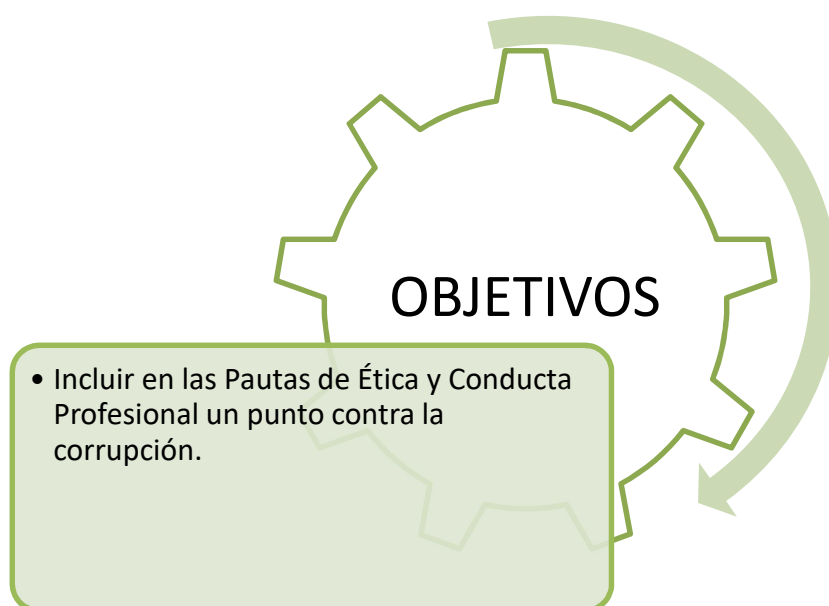 OBJETIVOS
• Incluir en las Pautas de Ética y Conducta
Profesional un punto contra la
corrupción.